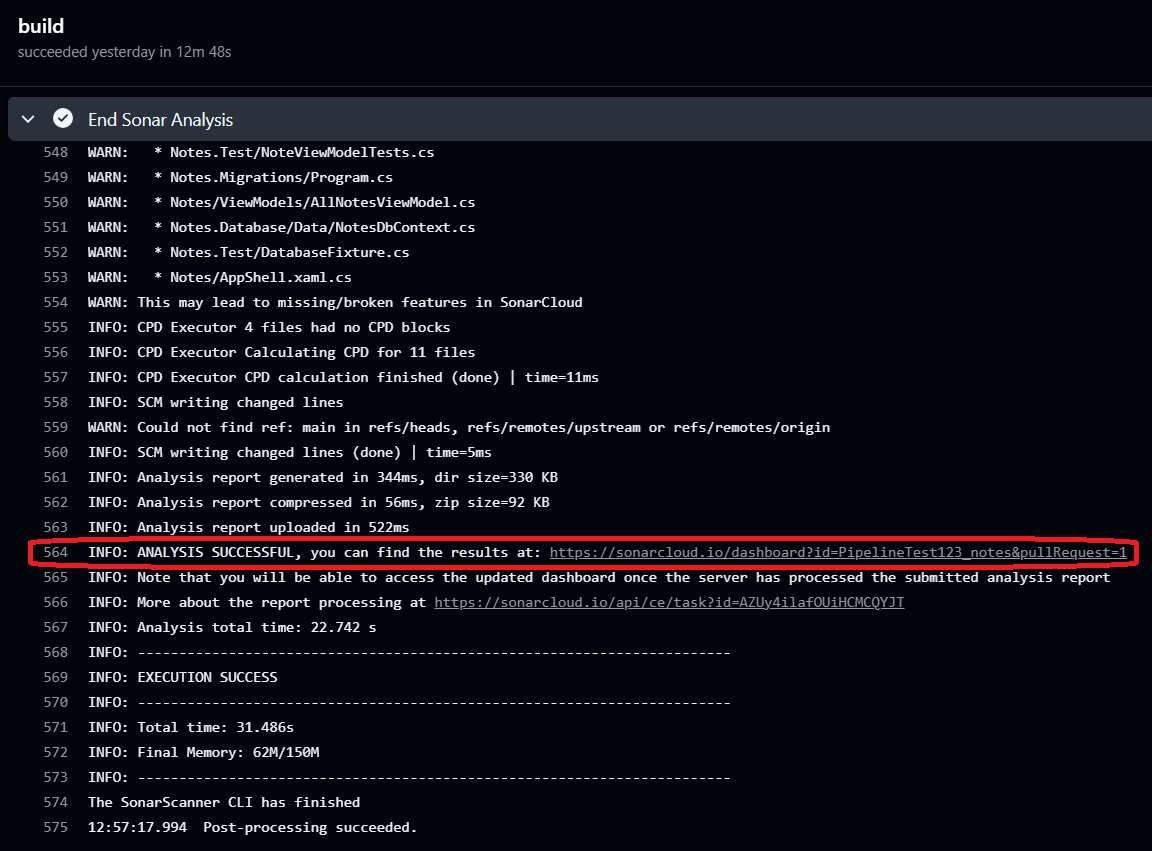 build
succeeded yesterday in 12m 48s
End Sonar Analysis
548 WARN:   * Notes.Test/NoteViewModelTests.cs
549 WARN:   * Notes.Migrations/Program.cs
550 WARN:   * Notes/ViewModels/AllNotesViewModel.cs
551 WARN:   * Notes.Database/Data/NotesDbContext.cs
552 WARN:   * Notes.Test/DatabaseFixture.cs
553 WARN:   * Notes/AppShell.xaml.cs
554 WARN: This may lead to missing/broken features in SonarCloud
555 INFO: CPD Executor 4 files had no CPD blocks
556 INFO: CPD Executor Calculating CPD for 11 files
557 INFO: CPD Executor CPD calculation finished (done) | time=11ms
558 INFO: SCM writing changed lines
559 WARN: Could not find ref: main in refs/heads, refs/remotes/upstream or refs/remotes/origin
560 INFO: SCM writing changed lines (done) | time=5ms
561 INFO: Analysis report generated in 344ms, dir size=330 KB
562 INFO: Analysis report compressed in 56ms, zip size=92 KB
563 INFO: Analysis report uploaded in 522ms
564 INFO: ANALYSIS SUCCESSFUL, you can find the results at: https://sonarcloud.io/dashboard?id=PipelineTest123_notes&pullRequest=1
565 INFO: Note that you will be able to access the updated dashboard once the server has processed the submitted analysis report
566 INFO: More about the report processing at https://sonarcloud.io/api/ce/task?id=AZUy4ilafOUiHCMCQYJT
567 INFO: Analysis total time: 22.742 s
568 INFO: ------------------------------------------------------------------------
569 INFO: EXECUTION SUCCESS
570 INFO: ------------------------------------------------------------------------
571 INFO: Total time: 31.486s
572 INFO: Final Memory: 62M/150M
573 INFO: ------------------------------------------------------------------------
574 The SonarScanner CLI has finished
575 12:57:17.994  Post-processing succeeded.